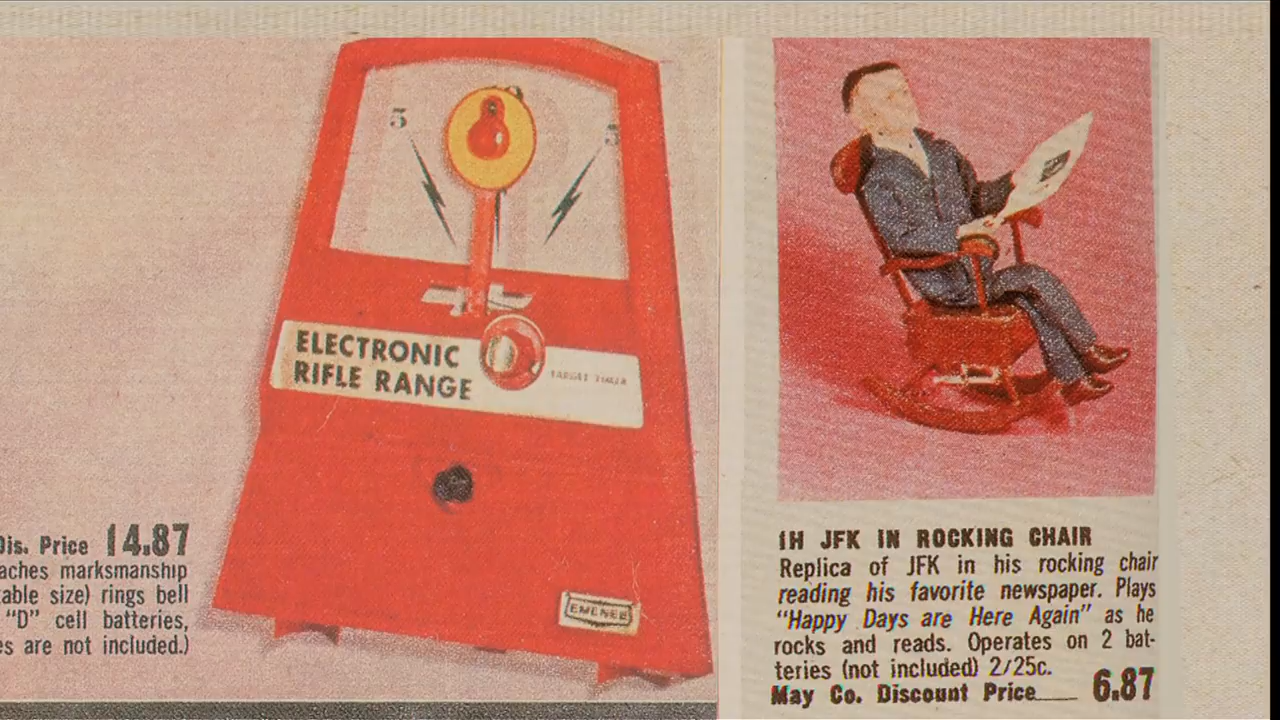 5
5
ELECTRONIC
RIFLE RANGE
EMENEE
Dis. Price 14.87
aches marksmanship
able size) rings bell
"D" cell batteries,
es are not included.)
1H JFK IN ROCKING CHAIR
Replica of JFK in his rocking chair
reading his favorite newspaper. Plays
"Happy Days are Here Again" as he
rocks and reads. Operates on 2 bat-
teries (not included) 2/25c.
May Co. Discount Price 6.87